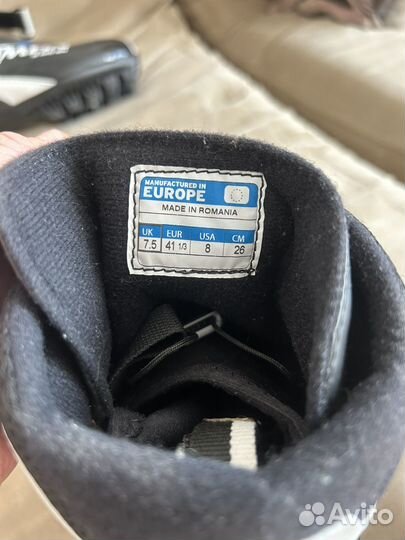 MANUFACTURED IN
EUROPE
MADE IN ROMANIA
UK EUR USA CM
7.5 41 1/3 8 26
Avito